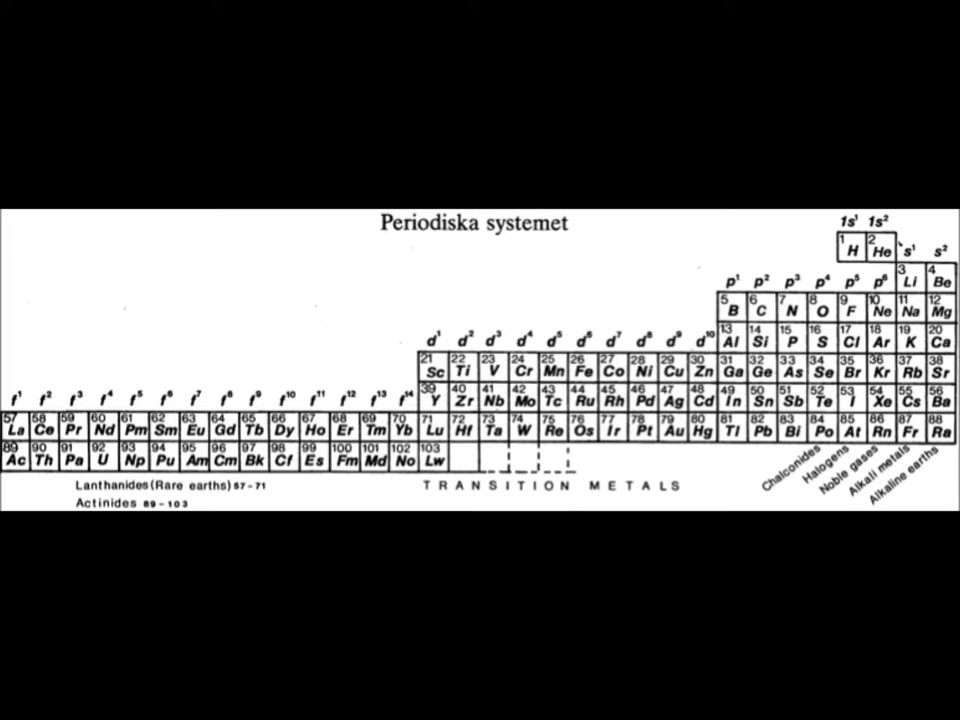 Periodiska systemet
1s¹ 1s²
1 H 2 He s¹ s²
3 Li 4 Be
p¹ p² p³ p⁴ p⁵ p⁶
5 B 6 C 7 N 8 O 9 F 10 Ne 11 Na 12 Mg
13 Al 14 Si 15 P 16 S 17 Cl 18 Ar 19 K 20 Ca
d¹ d² d³ d⁴ d⁵ d⁶ d⁷ d⁸ d⁹ d¹⁰
21 Sc 22 Ti 23 V 24 Cr 25 Mn 26 Fe 27 Co 28 Ni 29 Cu 30 Zn 31 Ga 32 Ge 33 As 34 Se 35 Br 36 Kr 37 Rb 38 Sr
39 Y 40 Zr 41 Nb 42 Mo 43 Tc 44 Ru 45 Rh 46 Pd 47 Ag 48 Cd 49 In 50 Sn 51 Sb 52 Te 53 I 54 Xe 55 Cs 56 Ba
f¹ f² f³ f⁴ f⁵ f⁶ f⁷ f⁸ f⁹ f¹⁰ f¹¹ f¹² f¹³ f¹⁴
57 La 58 Ce 59 Pr 60 Nd 61 Pm 62 Sm 63 Eu 64 Gd 65 Tb 66 Dy 67 Ho 68 Er 69 Tm 70 Yb 71 Lu 72 Hf 73 Ta 74 W 75 Re 76 Os 77 Ir 78 Pt 79 Au 80 Hg 81 Tl 82 Pb 83 Bi 84 Po 85 At 86 Rn 87 Fr 88 Ra
89 Ac 90 Th 91 Pa 92 U 93 Np 94 Pu 95 Am 96 Cm 97 Bk 98 Cf 99 Es 100 Fm 101 Md 102 No 103 Lw
Lanthanides (Rare earths) 57-71
Actinides 89-103
TRANSITION METALS
Chalconides
Halogens
Noble gases
Alkali metals
Alkaline earths